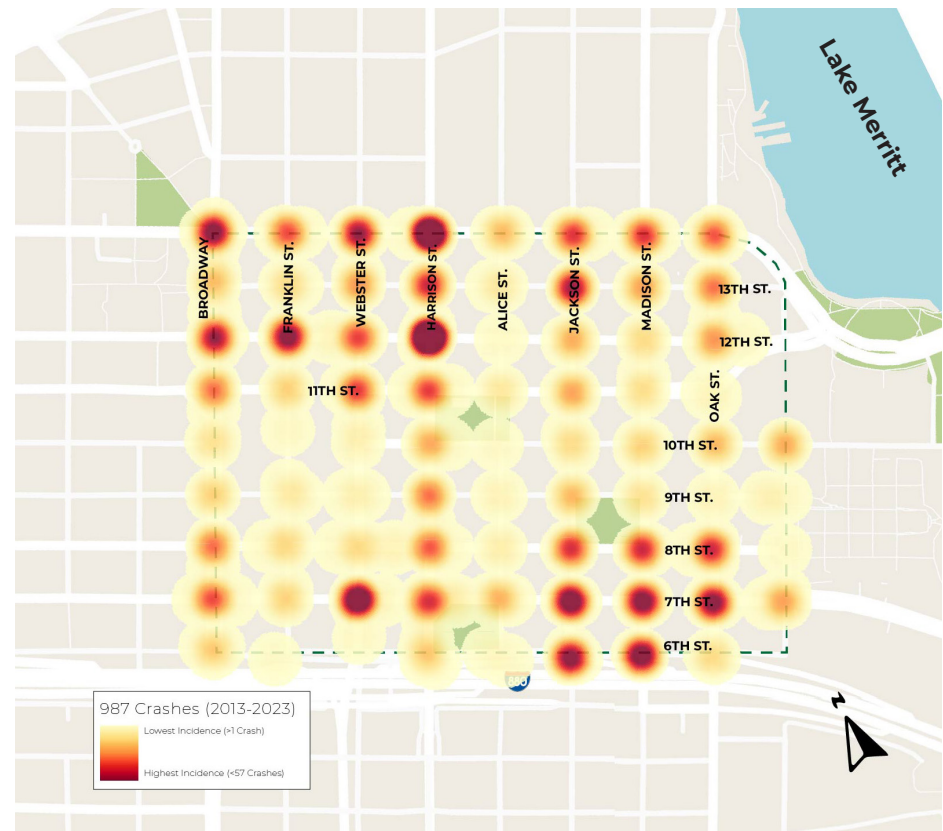 Lake Merritt
BROADWAY
FRANKLIN ST.
WEBSTER ST.
HARRISON ST.
ALICE ST.
JACKSON ST.
MADISON ST.
13TH ST.
12TH ST.
OAK ST.
11TH ST.
10TH ST.
9TH ST.
8TH ST.
7TH ST.
6TH ST.
880
987 Crashes (2013-2023)
Lowest Incidence (>1 Crash)
Highest Incidence (<57 Crashes)
z